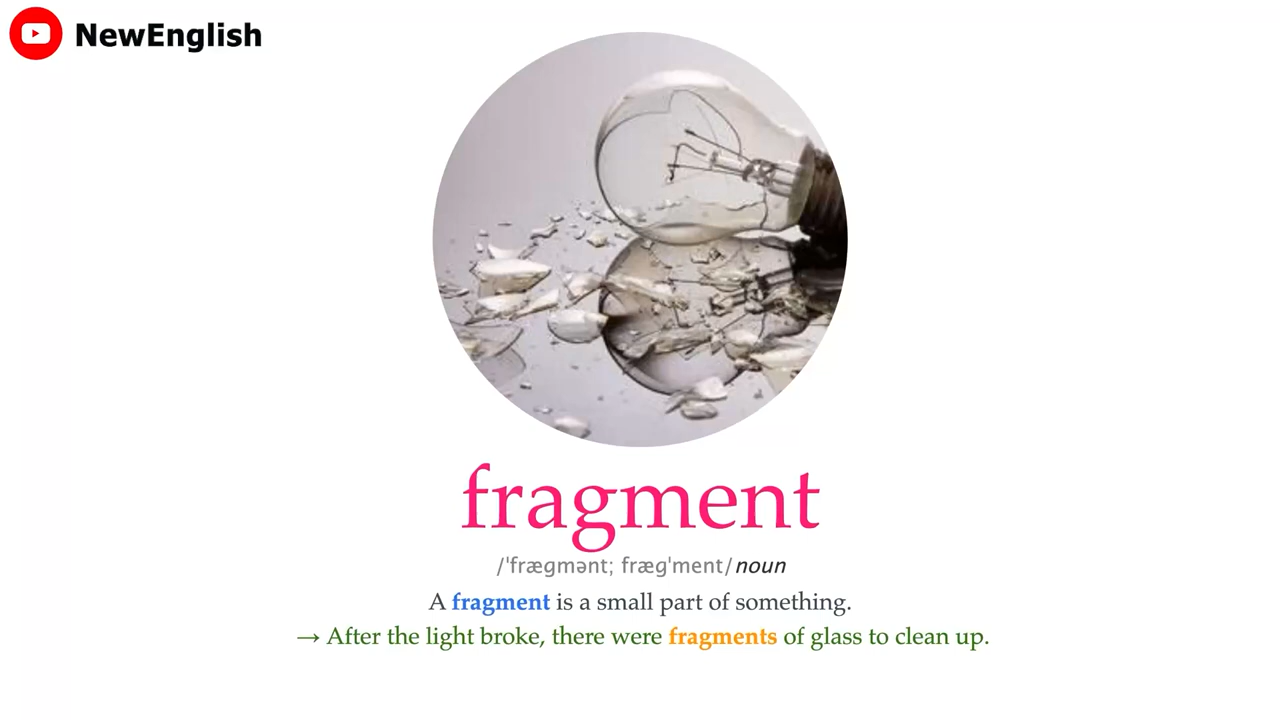 NewEnglish
fragment
/ˈfrægmənt; frægˈment/noun
A fragment is a small part of something.
→ After the light broke, there were fragments of glass to clean up.